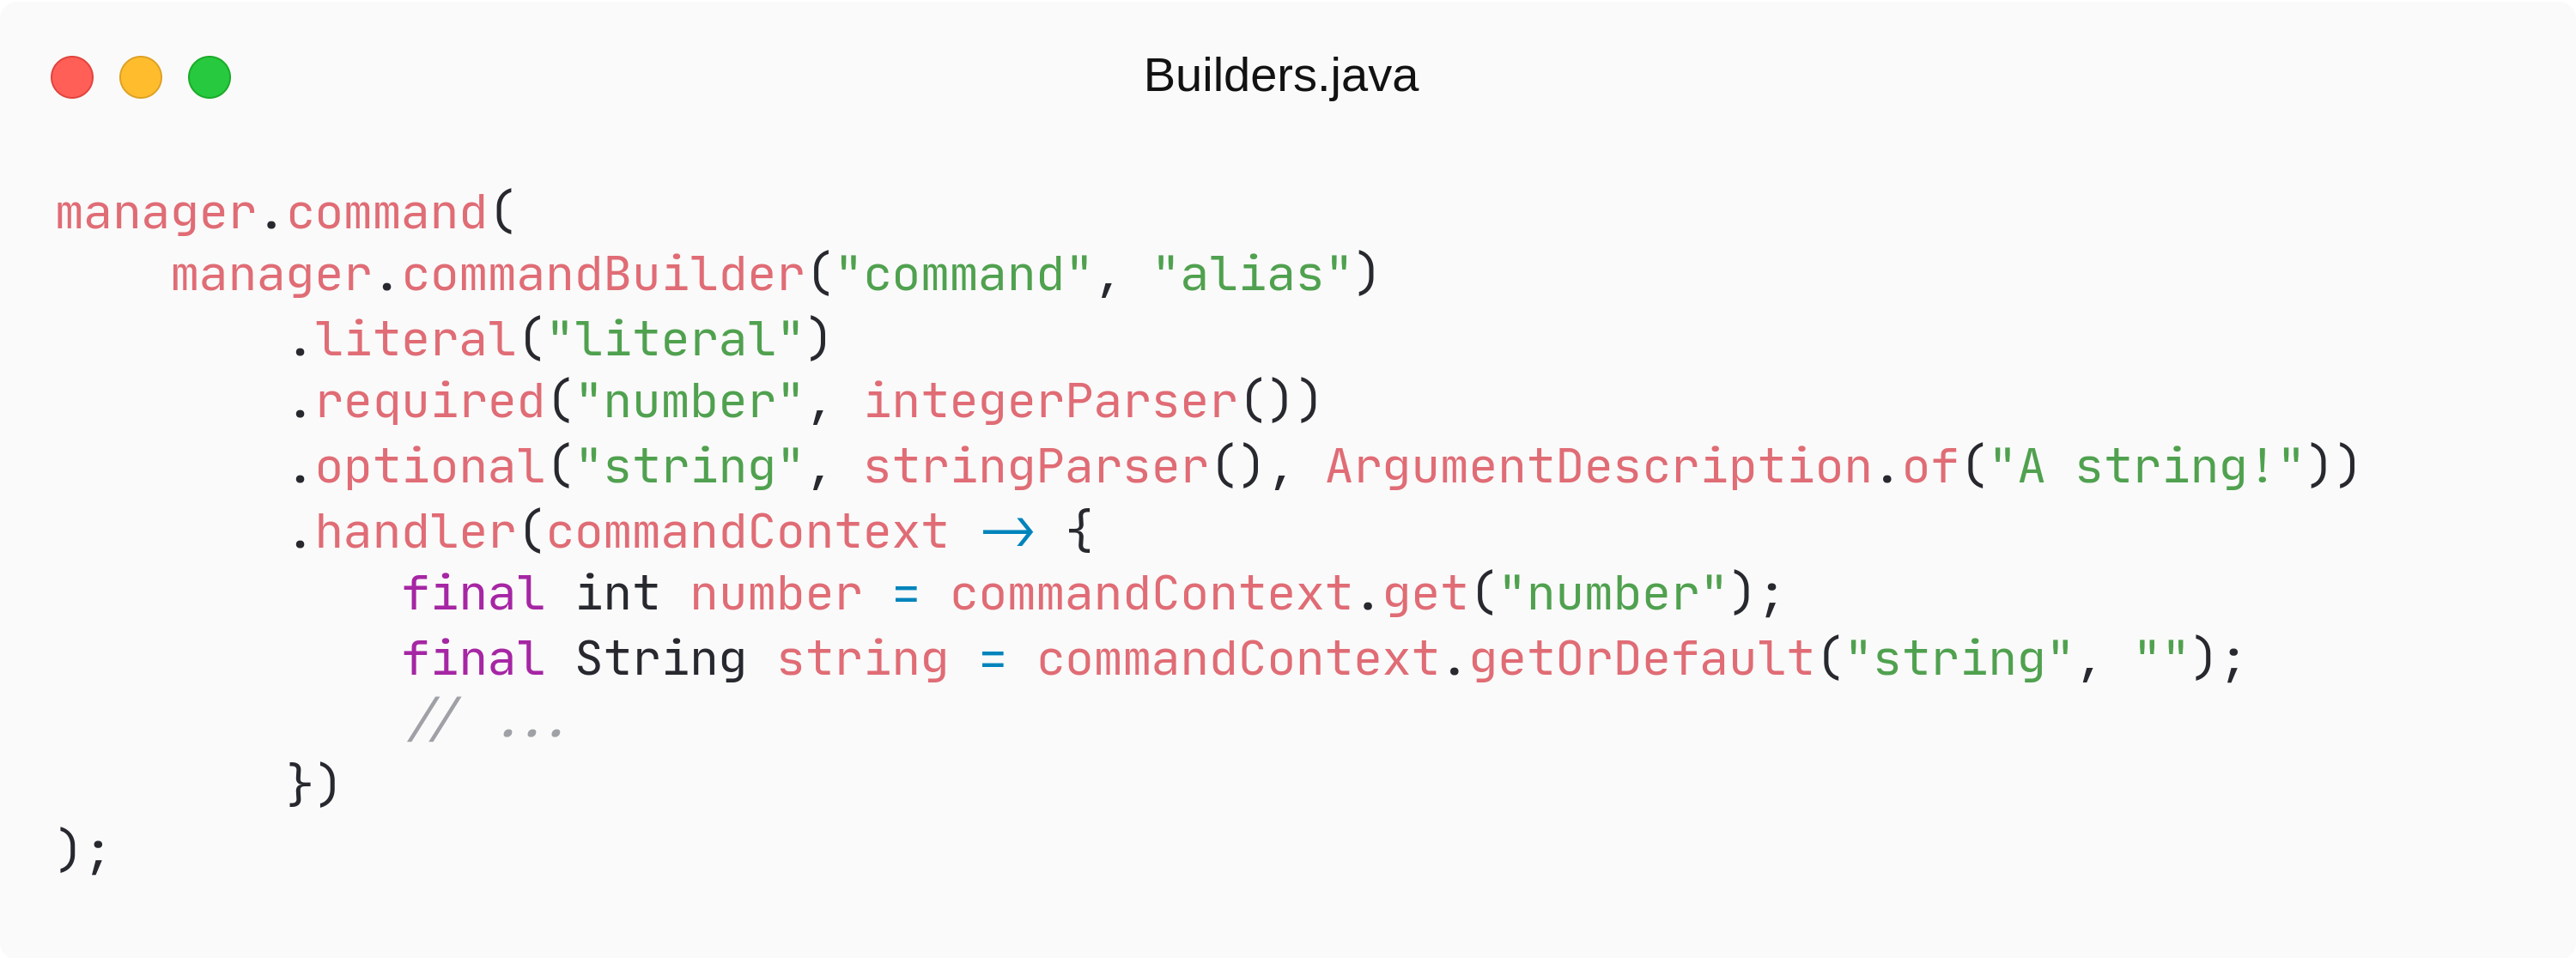 Builders.java
manager.command(
    manager.commandBuilder("command", "alias")
        .literal("literal")
        .required("number", integerParser())
        .optional("string", stringParser(), ArgumentDescription.of("A string!"))
        .handler(commandContext -> {
            final int number = commandContext.get("number");
            final String string = commandContext.getOrDefault("string", "");
            // ...
        })
);